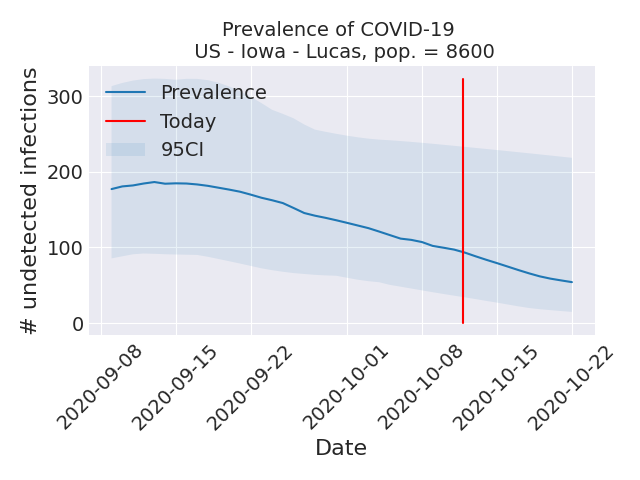 Prevalence of COVID-19
US - Iowa - Lucas, pop. = 8600
# undetected infections
300
200
100
0
Prevalence
Today
95CI
2020-09-08
2020-09-15
2020-09-22
2020-10-01
2020-10-08
2020-10-15
2020-10-22
Date